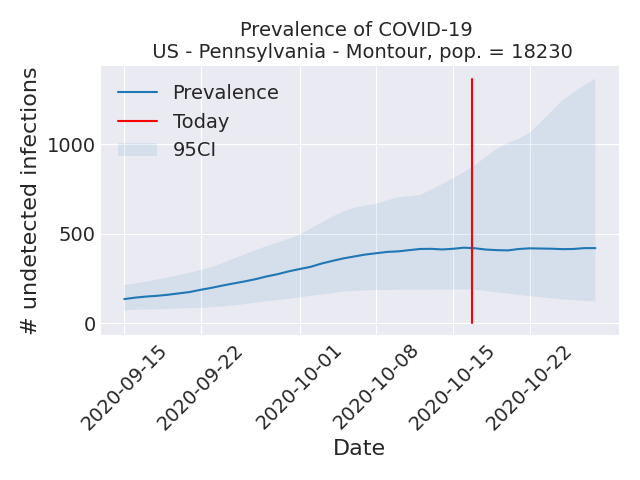 Prevalence of COVID-19
US - Pennsylvania - Montour, pop. = 18230
# undetected infections
1000
500
0
Prevalence
Today
95CI
2020-09-15
2020-09-22
2020-10-01
2020-10-08
2020-10-15
2020-10-22
Date